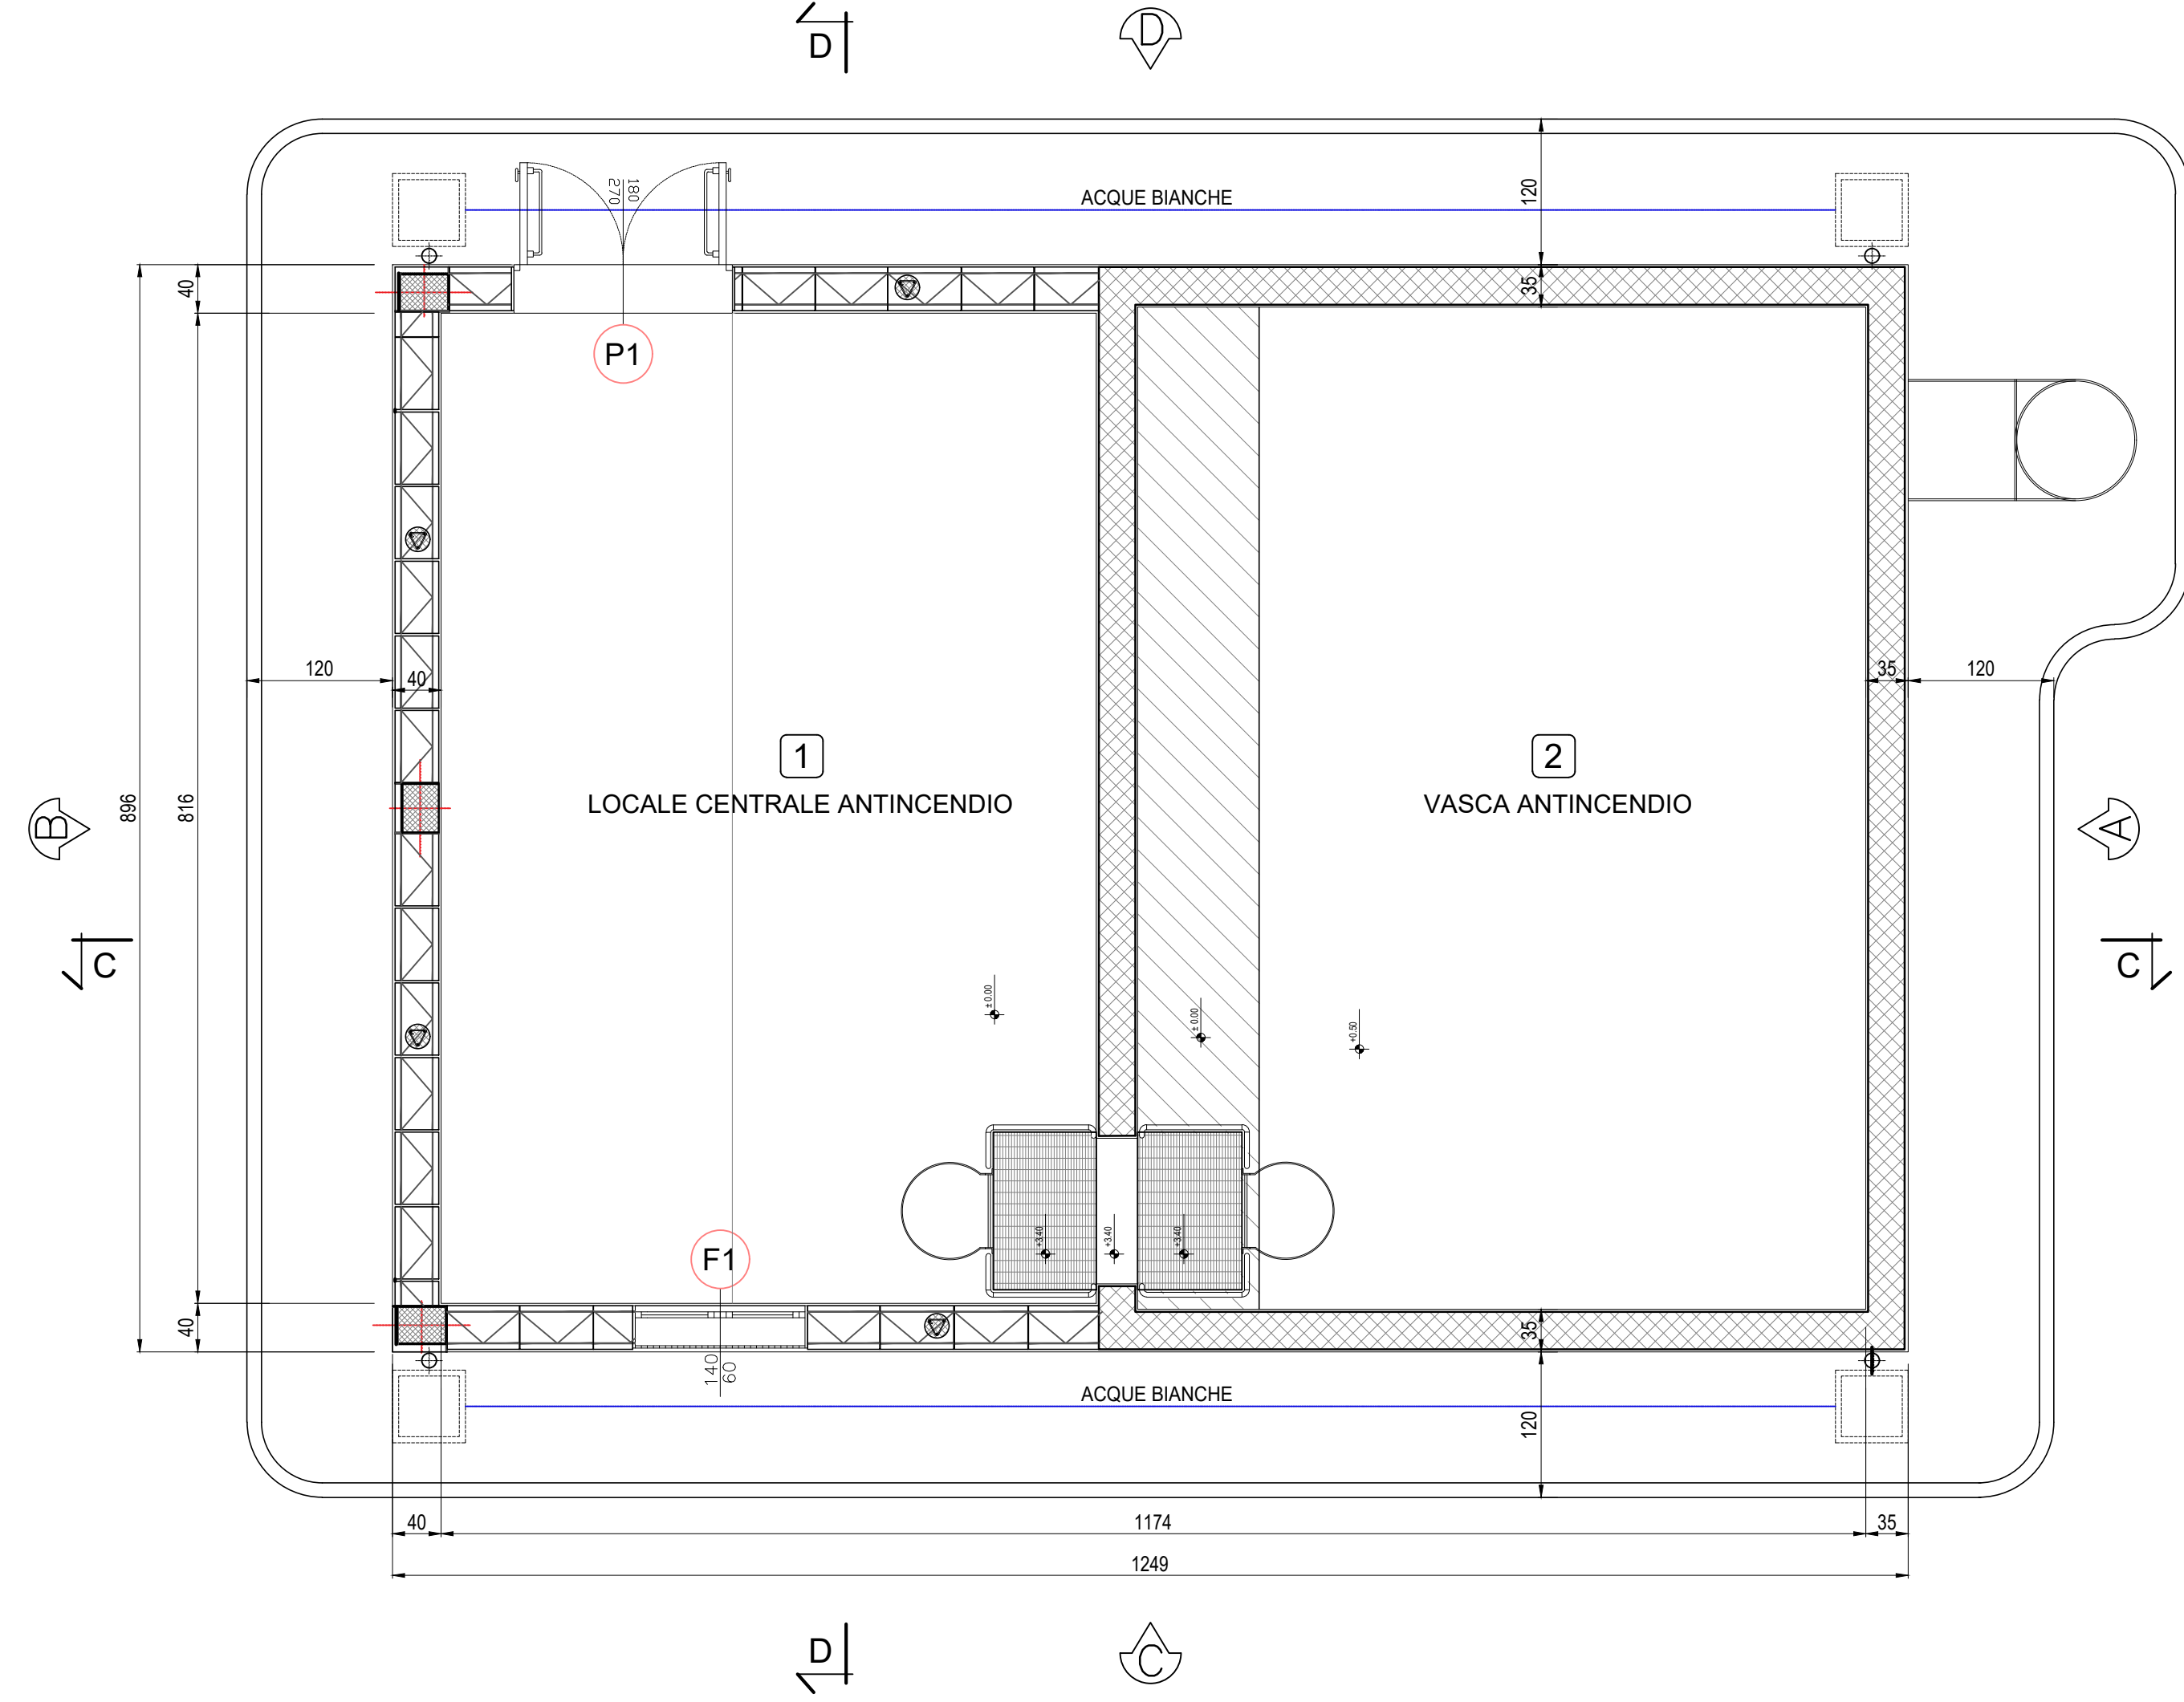 D
D
ACQUE BIANCHE
120
180
270
40
35
P1
120
40
35
120
1
2
LOCALE CENTRALE ANTINCENDIO
VASCA ANTINCENDIO
896
816
B
A
C
C
± 0.00
± 0.00
+0.50
+3.40
+3.40
+3.40
F1
40
35
140
60
ACQUE BIANCHE
120
40
1174
35
1249
D
C